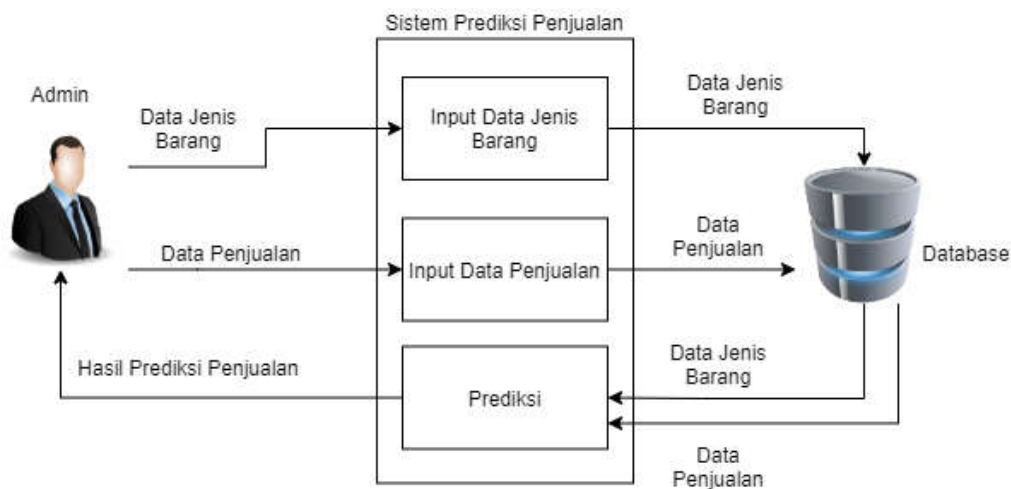 Sistem Prediksi Penjualan
Admin
Data Jenis
Barang
Input Data Jenis
Barang
Data Jenis
Barang
Data Penjualan
Input Data Penjualan
Data
Penjualan
Database
Hasil Prediksi Penjualan
Prediksi
Data Jenis
Barang
Data
Penjualan